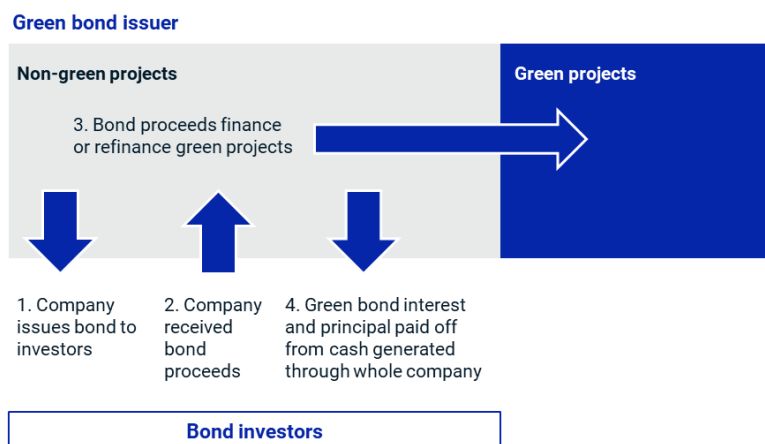 Green bond issuer
Non-green projects
Green projects
3. Bond proceeds finance
or refinance green projects
1. Company
issues bond to
investors
2. Company
received
bond
proceeds
4. Green bond interest
and principal paid off
from cash generated
through whole company
Bond investors